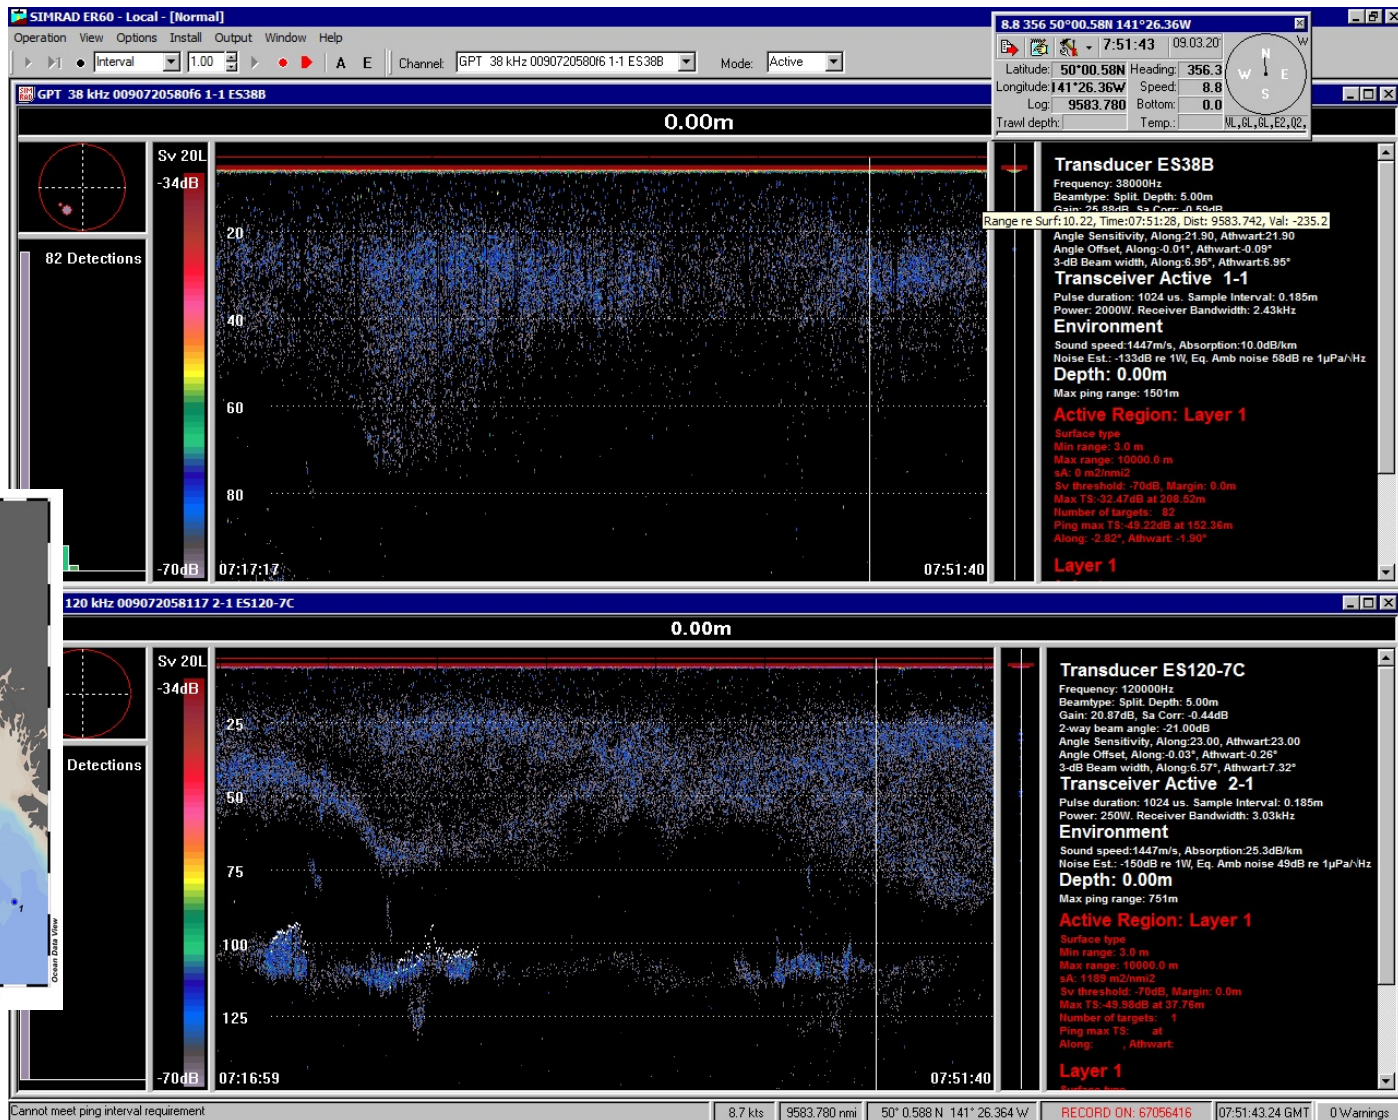 SIMRAD ER60 - Local - [Normal]
Operation View Options Install Output Window Help
Interval 1.00 A E Channel: GPT 38 kHz 0090720580f6 1-1 ES38B Mode: Active
8.8 356 50°00.58N 141°26.36W
7:51:43 09.03.20
Latitude: 50°00.58N Heading: 356.3
Longitude: 141°26.36W Speed: 8.8
Log: 9583.780 Bottom: 0.0
Trawl depth: Temp.:
N
W E
S
W
GPT 38 kHz 0090720580f6 1-1 ES38B
0.00m
Sv 20L
-34dB
82 Detections
-70dB
20
40
60
80
07:17:17
07:51:40
Transducer ES38B
Frequency: 38000Hz
Beamtype: Split. Depth: 5.00m
Gain: 25.88dB, Sa Corr: -0.59dB
Range re Surf:10.22, Time:07:51:28, Dist: 9583.742, Val: -235.2
Angle Sensitivity, Along:21.90, Athwart:21.90
Angle Offset, Along:-0.01°, Athwart:-0.09°
3-dB Beam width, Along:6.95°, Athwart:6.95°
Transceiver Active 1-1
Pulse duration: 1024 us. Sample Interval: 0.185m
Power: 2000W. Receiver Bandwidth: 2.43kHz
Environment
Sound speed:1447m/s, Absorption:10.0dB/km
Noise Est.: -133dB re 1W, Eq. Amb noise 58dB re 1µPa/√Hz
Depth: 0.00m
Max ping range: 1501m
Active Region: Layer 1
Surface type
Min range: 3.0 m
Max range: 10000.0 m
sA: 0 m2/nmi2
Sv threshold: -70dB, Margin: 0.0m
Max TS:-32.47dB at 208.52m
Number of targets: 82
Ping max TS:-49.22dB at 152.36m
Along: -2.82°, Athwart: -1.90°
Layer 1
120 kHz 009072058117 2-1 ES120-7C
0.00m
Sv 20L
-34dB
Detections
-70dB
25
50
75
100
125
07:16:59
07:51:40
1
Ocean Data View
Transducer ES120-7C
Frequency: 120000Hz
Beamtype: Split. Depth: 5.00m
Gain: 20.87dB, Sa Corr: -0.44dB
2-way beam angle: -21.00dB
Angle Sensitivity, Along:23.00, Athwart:23.00
Angle Offset, Along:-0.03°, Athwart:-0.26°
3-dB Beam width, Along:6.57°, Athwart:7.32°
Transceiver Active 2-1
Pulse duration: 1024 us. Sample Interval: 0.185m
Power: 250W. Receiver Bandwidth: 3.03kHz
Environment
Sound speed:1447m/s, Absorption:25.3dB/km
Noise Est.: -150dB re 1W, Eq. Amb noise 49dB re 1µPa/√Hz
Depth: 0.00m
Max ping range: 751m
Active Region: Layer 1
Surface type
Min range: 3.0 m
Max range: 10000.0 m
sA: 1189 m2/nmi2
Sv threshold: -70dB, Margin: 0.0m
Max TS:-49.98dB at 37.76m
Number of targets: 1
Ping max TS: at
Along: , Athwart:
Layer 1
Cannot meet ping interval requirement
8.7 kts 9583.780 nmi 50° 0.588 N 141° 26.364 W RECORD ON: 67056416 07:51:43.24 GMT 0 Warnings